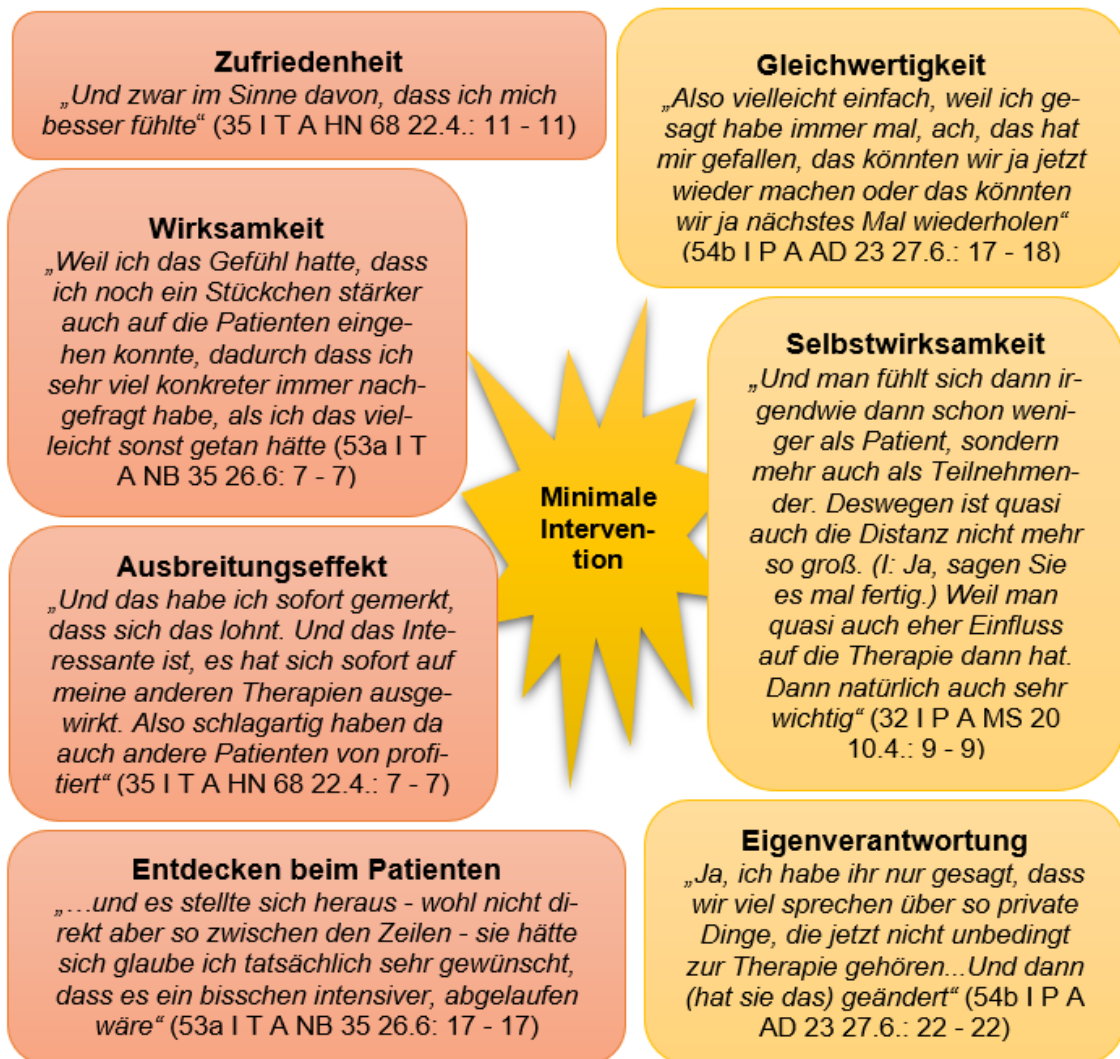 Zufriedenheit
„Und zwar im Sinne davon, dass ich mich
besser fühlte“ (35 I T A HN 68 22.4.: 11 - 11)
Wirksamkeit
„Weil ich das Gefühl hatte, dass
ich noch ein Stückchen stärker
auch auf die Patienten einge-
hen konnte, dadurch dass ich
sehr viel konkreter immer nach-
gefragt habe, als ich das viel-
leicht sonst getan hätte (53a I T
A NB 35 26.6: 7 - 7)
Ausbreitungseffekt
„Und das habe ich sofort gemerkt,
dass sich das lohnt. Und das Inte-
ressante ist, es hat sich sofort auf
meine anderen Therapien ausge-
wirkt. Also schlagartig haben da
auch andere Patienten von profi-
tiert“ (35 I T A HN 68 22.4.: 7 - 7)
Entdecken beim Patienten
„…und es stellte sich heraus - wohl nicht di-
rekt aber so zwischen den Zeilen - sie hätte
sich glaube ich tatsächlich sehr gewünscht,
dass es ein bisschen intensiver, abgelaufen
wäre“ (53a I T A NB 35 26.6: 17 - 17)
Minimale
Interven-
tion
Gleichwertigkeit
„Also vielleicht einfach, weil ich ge-
sagt habe immer mal, ach, das hat
mir gefallen, das könnten wir ja jetzt
wieder machen oder das könnten
wir ja nächstes Mal wiederholen“
(54b I P A AD 23 27.6.: 17 - 18)
Selbstwirksamkeit
„Und man fühlt sich dann ir-
gendwie dann schon weni-
ger als Patient, sondern
mehr auch als Teilnehmen-
der. Deswegen ist quasi
auch die Distanz nicht mehr
so groß. (I: Ja, sagen Sie
es mal fertig.) Weil man
quasi auch eher Einfluss
auf die Therapie dann hat.
Dann natürlich auch sehr
wichtig“ (32 I P A MS 20
10.4.: 9 - 9)
Eigenverantwortung
„Ja, ich habe ihr nur gesagt, dass
wir viel sprechen über so private
Dinge, die jetzt nicht unbedingt
zur Therapie gehören...Und dann
(hat sie das) geändert“ (54b I P A
AD 23 27.6.: 22 - 22)